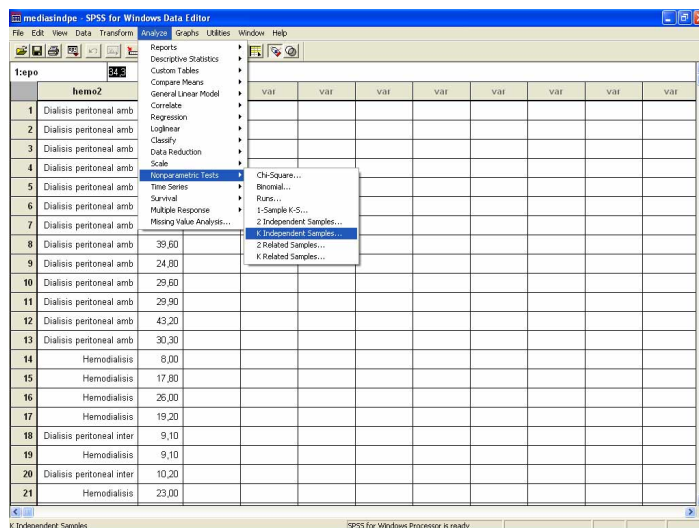 mediasindpe - SPSS for Windows Data Editor
File Edit View Data Transform Analyze Graphs Utilities Window Help
1:epo 34,3
hemo2 var var var var var var var
Reports
Descriptive Statistics
Custom Tables
Compare Means
General Linear Model
Correlate
Regression
Loglinear
Classify
Data Reduction
Scale
Nonparametric Tests
Time Series
Survival
Multiple Response
Missing Value Analysis...
Chi-Square...
Binomial...
Runs...
1-Sample K-S...
2 Independent Samples...
K Independent Samples...
2 Related Samples...
K Related Samples...
1 Dialisis peritoneal amb
2 Dialisis peritoneal amb
3 Dialisis peritoneal amb
4 Dialisis peritoneal amb
5 Dialisis peritoneal amb
6 Dialisis peritoneal amb
7 Dialisis peritoneal amb
8 Dialisis peritoneal amb 39,60
9 Dialisis peritoneal amb 24,80
10 Dialisis peritoneal amb 29,60
11 Dialisis peritoneal amb 29,90
12 Dialisis peritoneal amb 43,20
13 Dialisis peritoneal amb 30,30
14 Hemodialisis 8,00
15 Hemodialisis 17,80
16 Hemodialisis 26,00
17 Hemodialisis 19,20
18 Dialisis peritoneal inter 9,10
19 Hemodialisis 9,10
20 Dialisis peritoneal inter 10,20
21 Hemodialisis 23,00
K Independent Samples SPSS for Windows Processor is ready